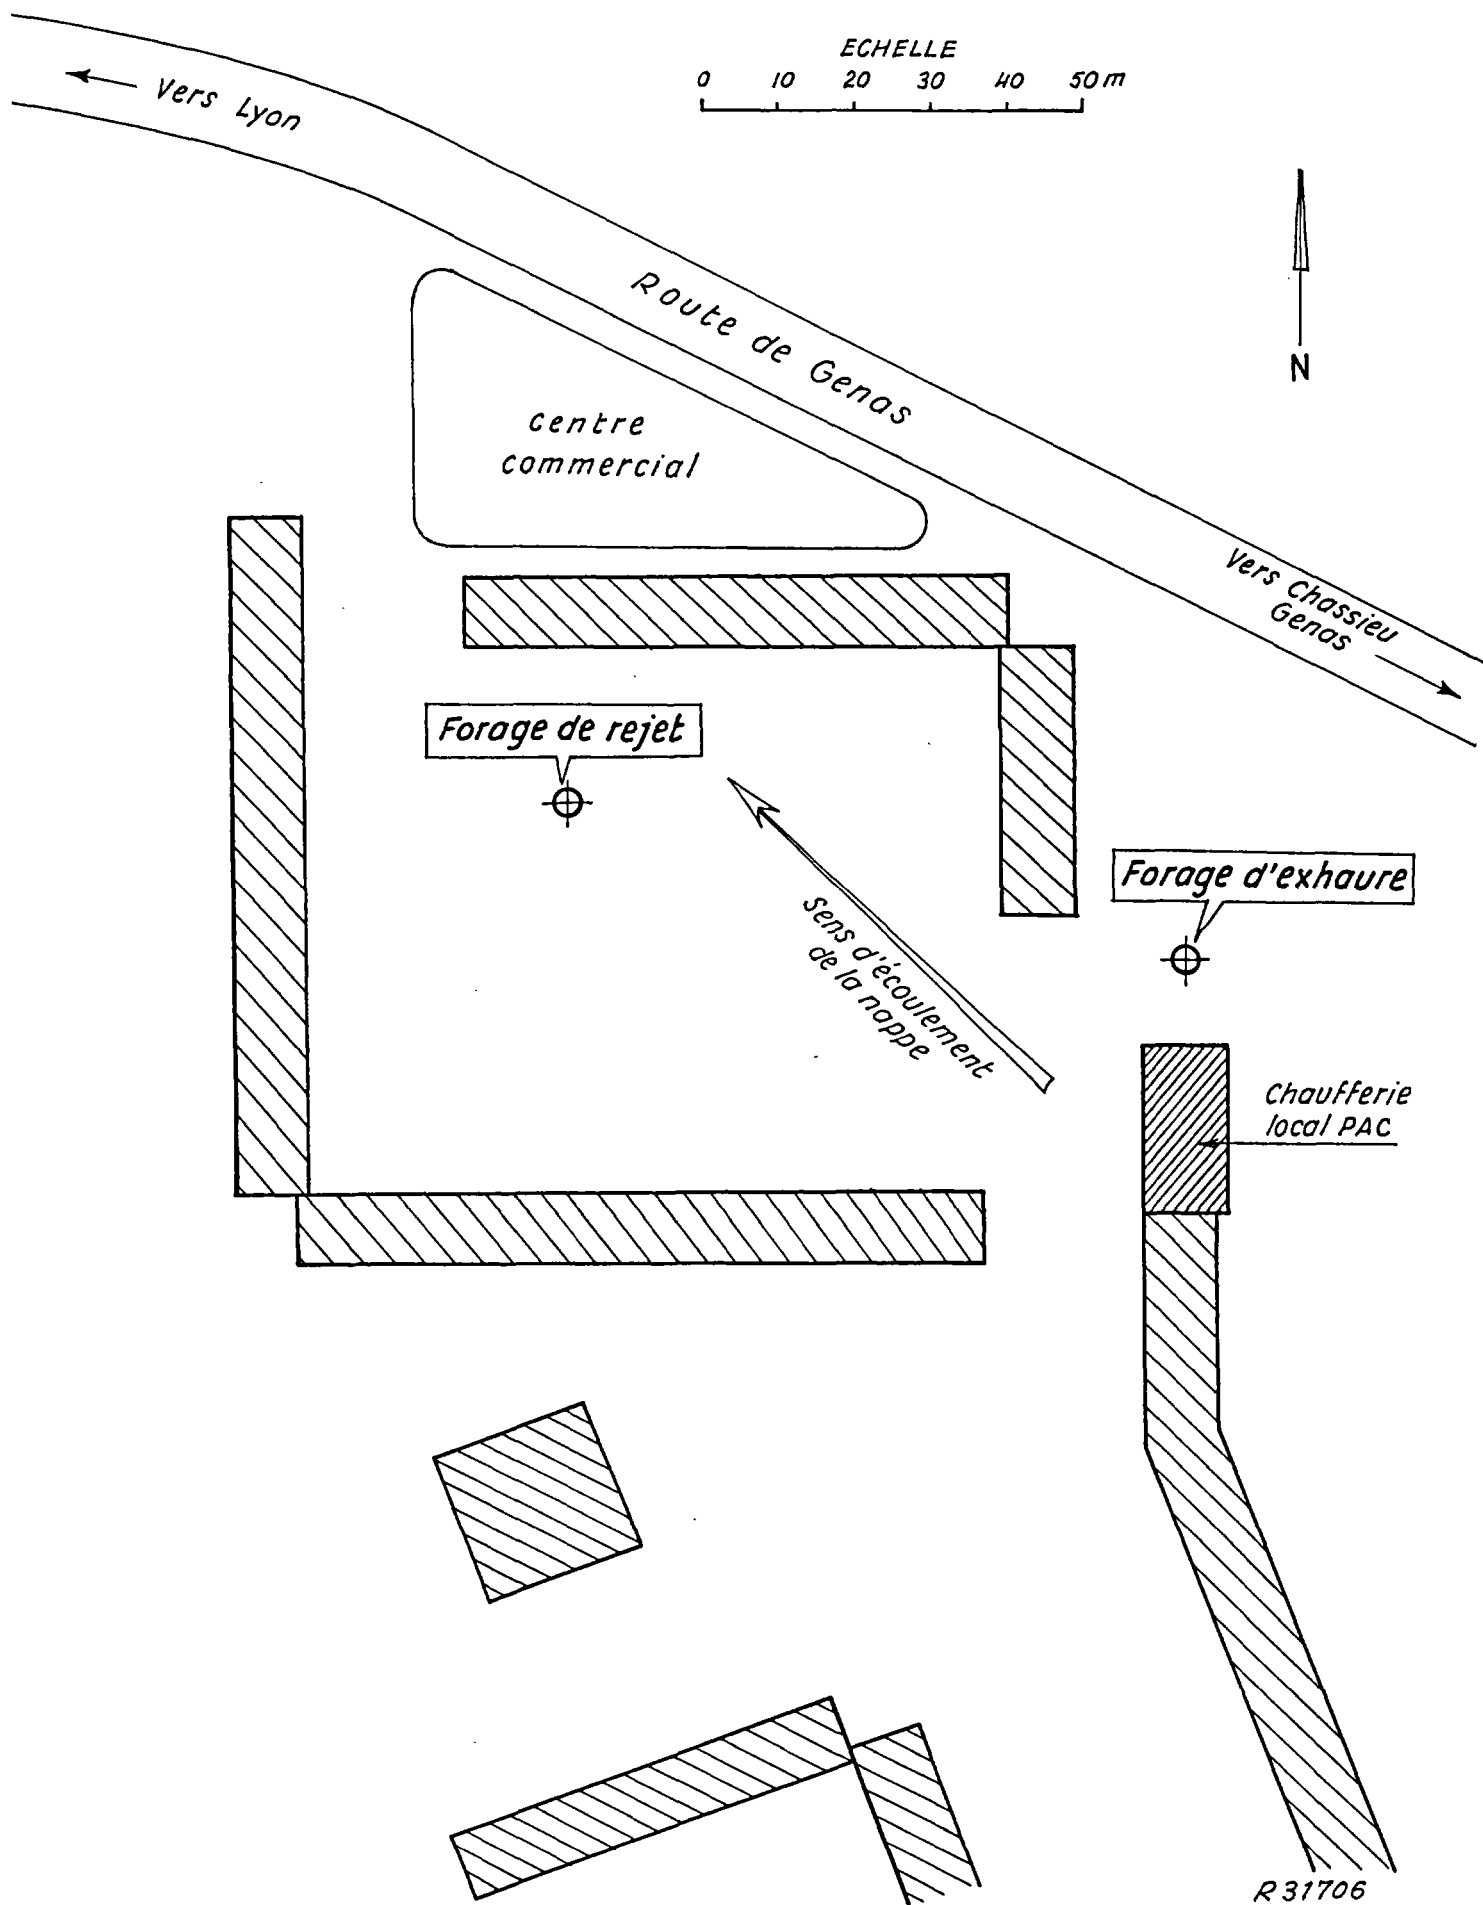 ECHELLE
0 10 20 30 40 50 m
Vers Lyon
Route de Genas
N
centre
commercial
Vers Chassieu
Genas
Forage de rejet
Forage d'exhaure
Sens d'écoulement
de la nappe
Chaufferie
local PAC
R 31706